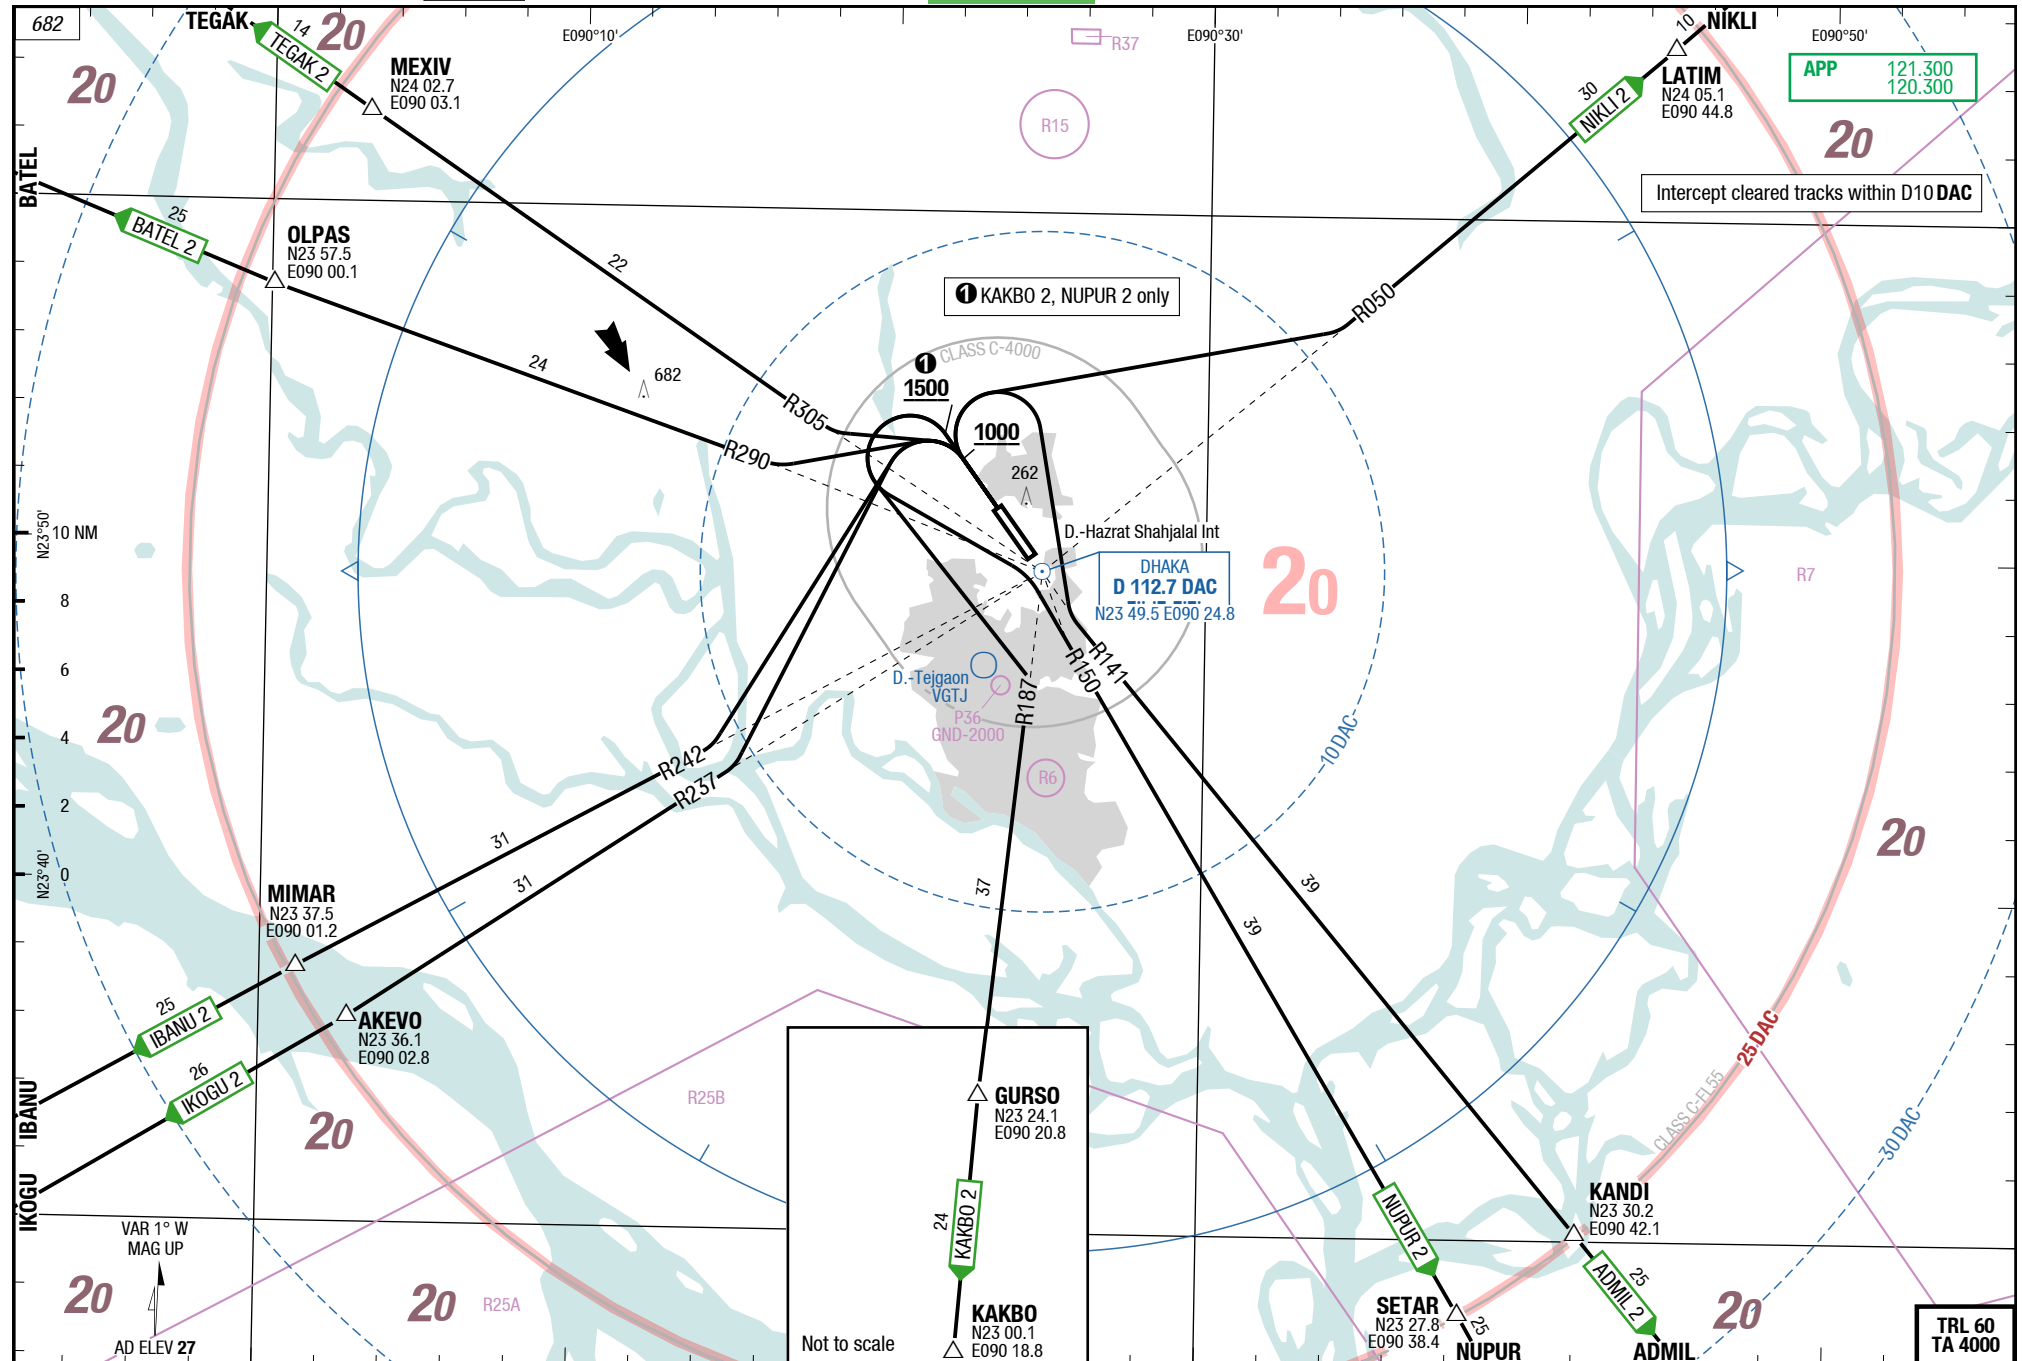 682
TEGAK
14
TEGAK 2
20
20
MEXIV
N24 02.7
E090 03.1
E090°10'
R37
E090°30'
10
NIKLI
E090°50'
LATIM
N24 05.1
E090 44.8
30
NIKLI 2
APP 121.300
120.300
20
R15
BATEL
25
BATEL 2
OLPAS
N23 57.5
E090 00.1
22
24
Intercept cleared tracks within D10 DAC
1 KAKBO 2, NUPUR 2 only
R050
CLASS C-4000
1
1500
1000
682
R305
R290
262
N23°50'
10 NM
8
6
4
2
0
N23°40'
D.-Hazrat Shahjalal Int
DHAKA
D 112.7 DAC
N23 49.5 E090 24.8
20
R7
D.-Tejgaon
VGTJ
P36
GND-2000
R187
R150
R141
R6
10 DAC
20
R242
R237
31
31
37
39
39
20
MIMAR
N23 37.5
E090 01.2
25
IBANU 2
AKEVO
N23 36.1
E090 02.8
26
IKOGU 2
IBANU
IKOGU
20
R25B
25 DAC
CLASS C-FL55
30 DAC
GURSO
N23 24.1
E090 20.8
24
KAKBO 2
KAKBO
N23 00.1
E090 18.8
Not to scale
NUPUR 2
KANDI
N23 30.2
E090 42.1
25
ADMIL 2
SETAR
N23 27.8
E090 38.4
25
NUPUR
ADMIL
20
VAR 1° W
MAG UP
20
20
R25A
AD ELEV 27
TRL 60
TA 4000